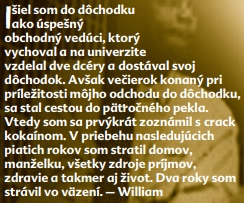 Išiel som do dôchodku
ako úspešný
obchodný vedúci, ktorý
vychoval a na univerzite
vzdelal dve dcéry a dostával svoj
dôchodok. Avšak večierok konaný pri
príležitosti môjho odchodu do dôchodku,
sa stal cestou do pätročného pekla.
Vtedy som sa prvýkrát zoznámil s crack
kokaínom. V priebehu nasledujúcich
piatich rokov som stratil domov,
manželku, všetky zdroje príjmov,
zdravie a takmer aj život. Dva roky som
strávil vo väzení. – William